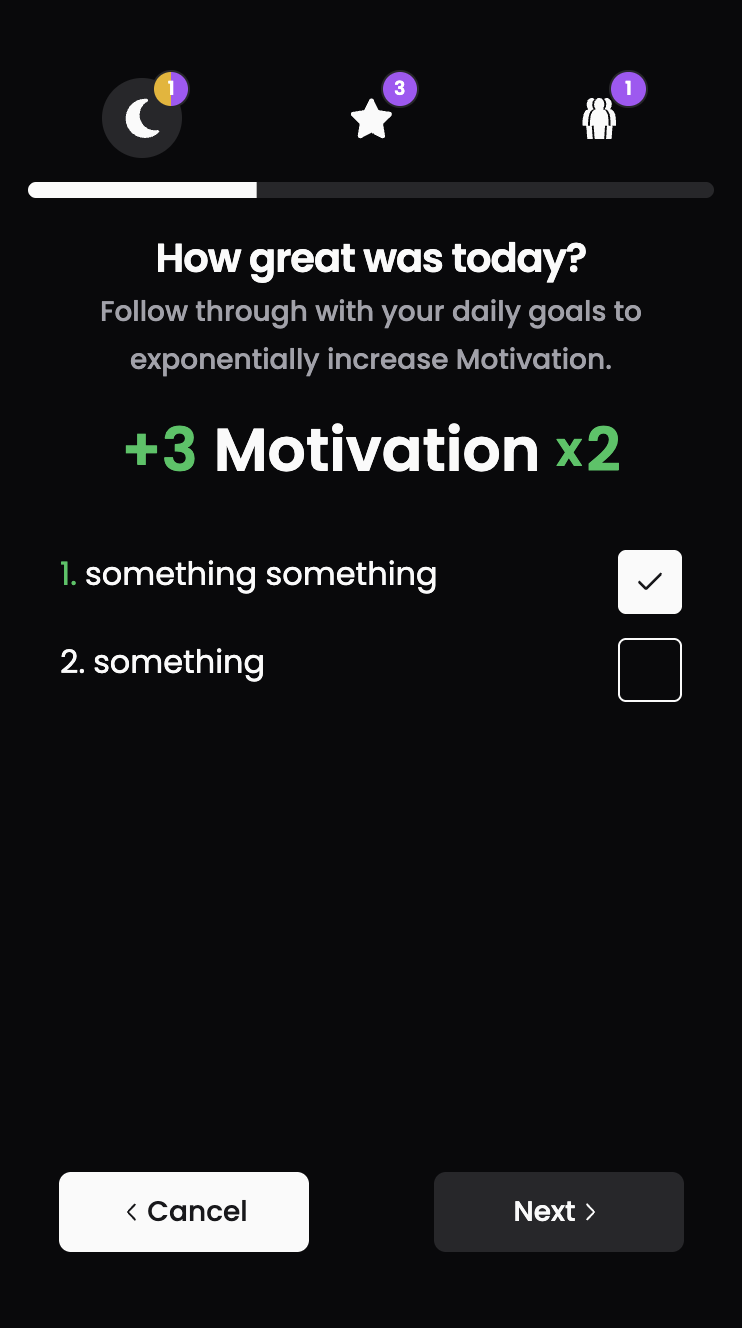 1
3
1
How great was today?
Follow through with your daily goals to
exponentially increase Motivation.
+3 Motivation x2
1. something something
2. something
Cancel
Next